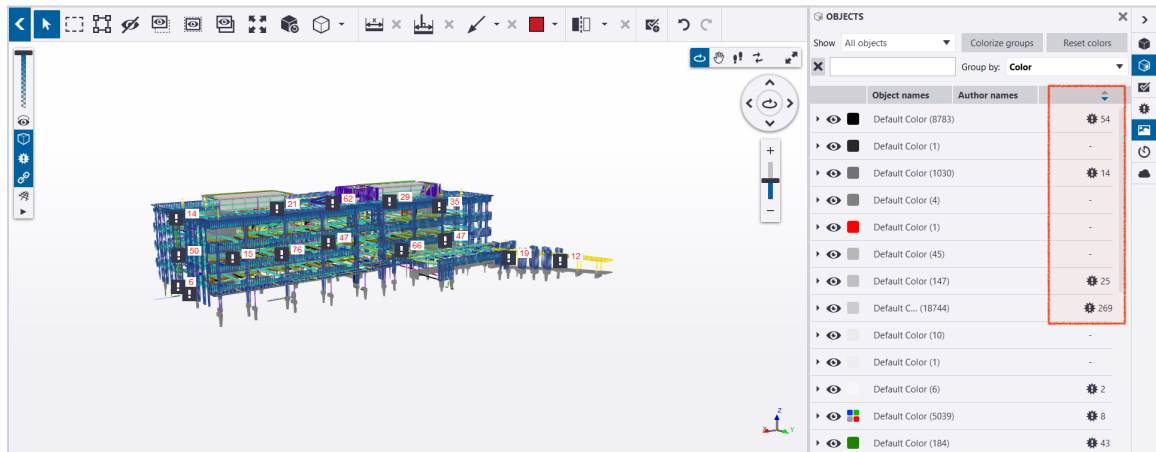 OBJECTS
Show All objects Colorize groups Reset colors
Group by: Color
Object names Author names
Default Color (8783) 54
Default Color (1) -
Default Color (1030) 14
Default Color (4) -
Default Color (1) -
Default Color (45) -
Default Color (147) 25
Default C... (18744) 269
Default Color (10) -
Default Color (1) -
Default Color (6) 2
Default Color (5039) 8
Default Color (184) 43
14 21 62 29 35
50 15 76 47 66 47 19 12
6
Z
X Y